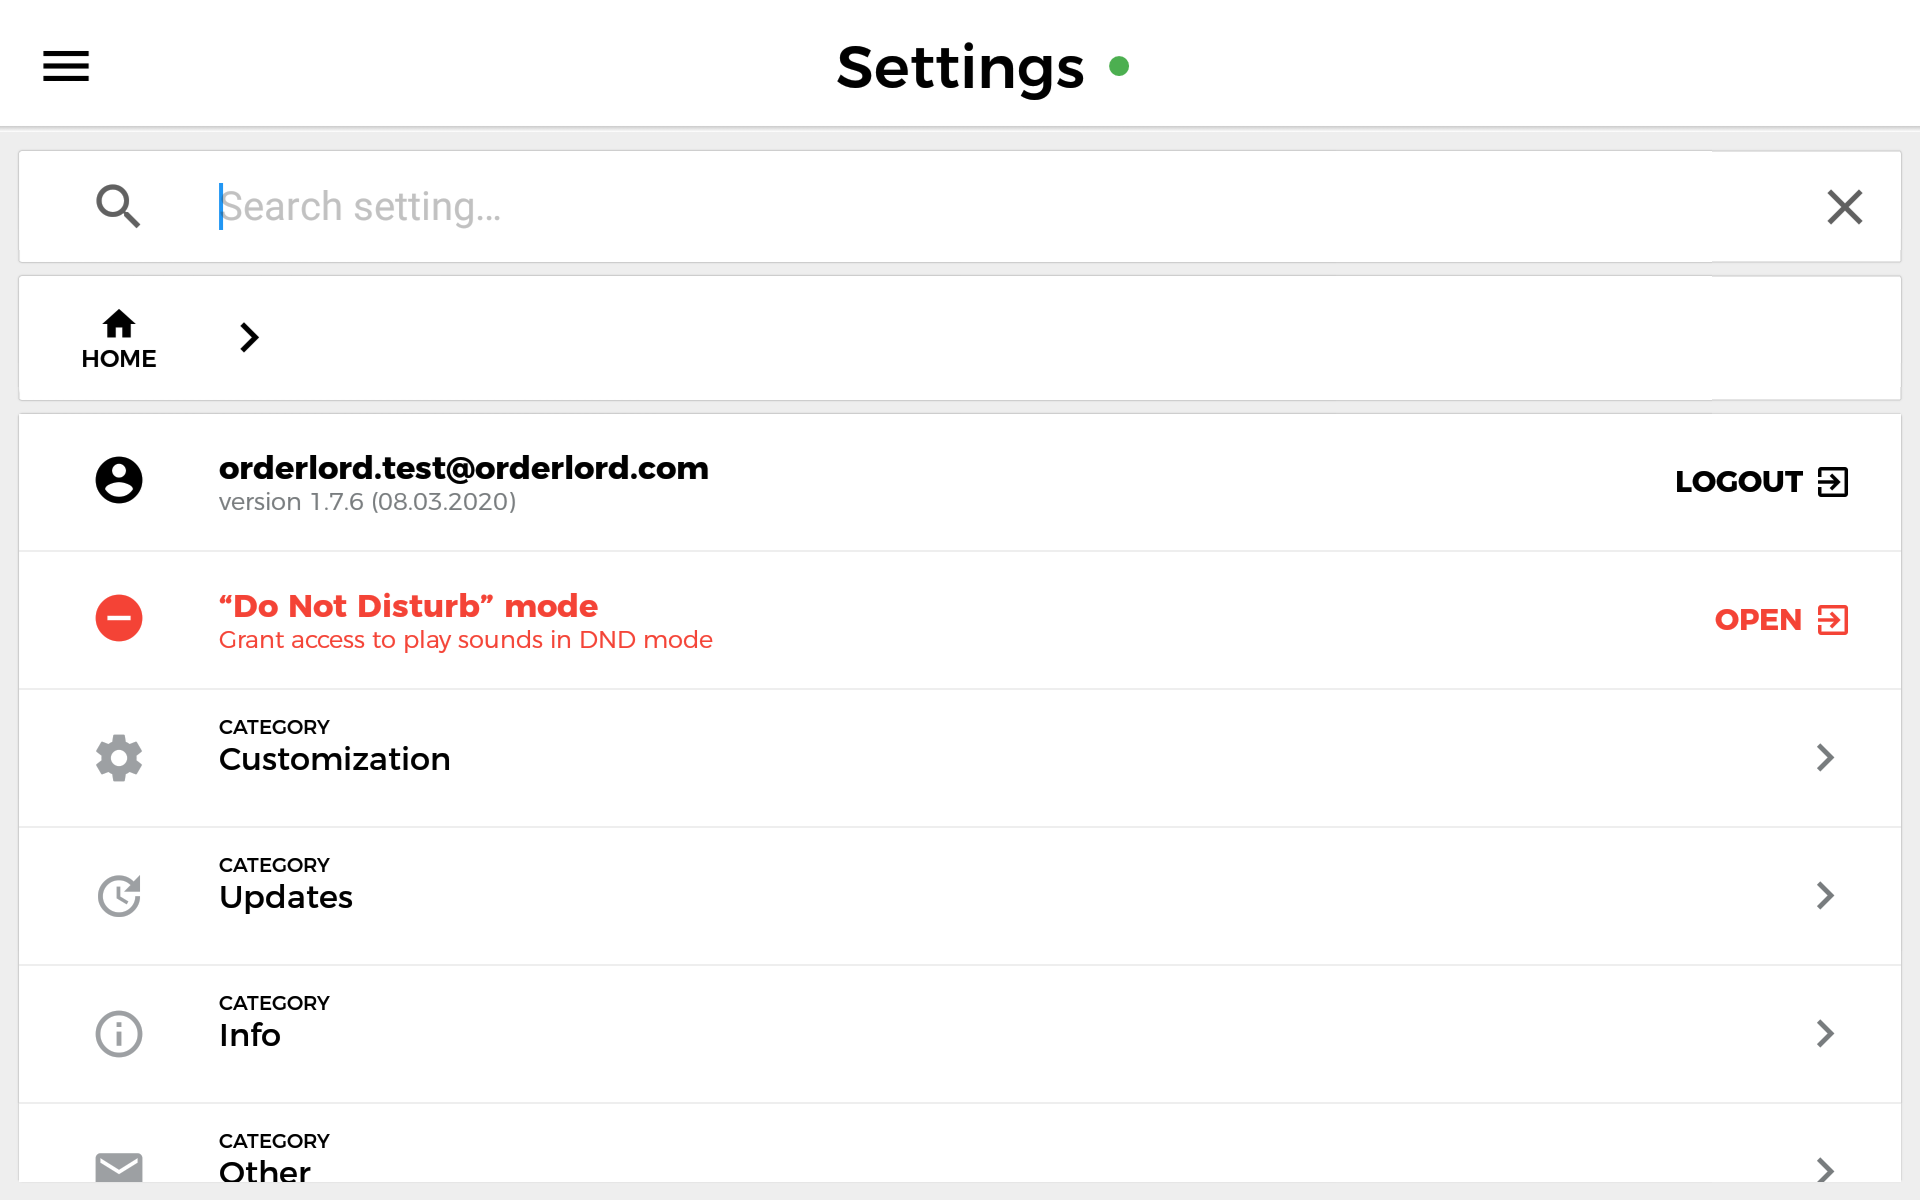 Settings
Search setting...
HOME
orderlord.test@orderlord.com
version 1.7.6 (08.03.2020)
LOGOUT
“Do Not Disturb” mode
Grant access to play sounds in DND mode
OPEN
CATEGORY
Customization
CATEGORY
Updates
CATEGORY
Info
CATEGORY
Other